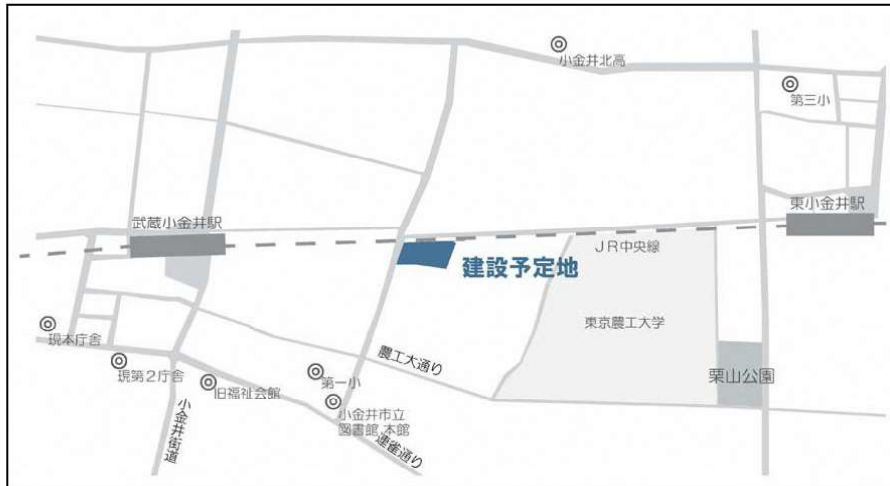 小金井北高
第三小
武蔵小金井駅
東小金井駅
JR中央線
建設予定地
東京農工大学
現本庁舎
現第2庁舎
旧福祉会館
第一小
農工大通り
栗山公園
小金井市立
図書館 本館
小金井街道
連雀通り